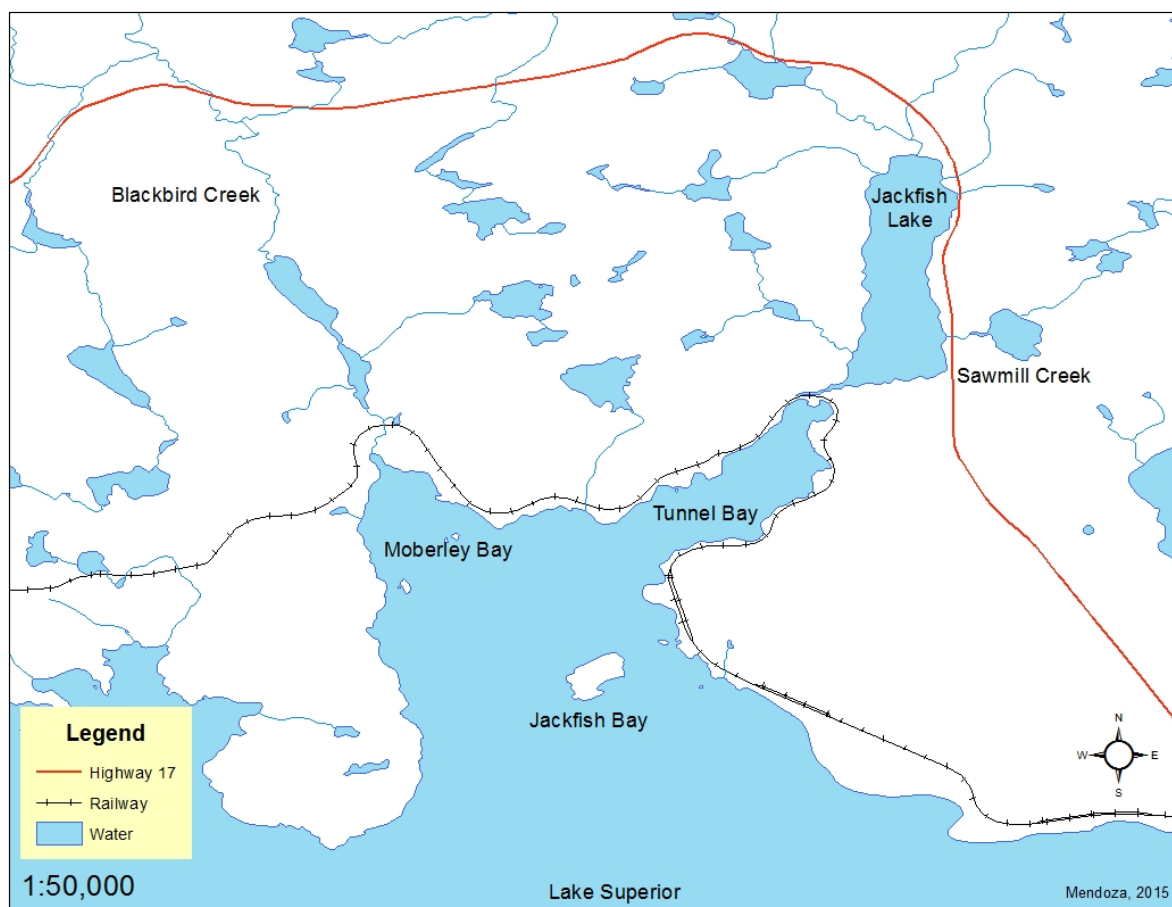 Blackbird Creek
Jackfish
Lake
Sawmill Creek
Tunnel Bay
Moberley Bay
Jackfish Bay
Legend
Highway 17
Railway
Water
N
W
E
S
1:50,000
Lake Superior
Mendoza, 2015